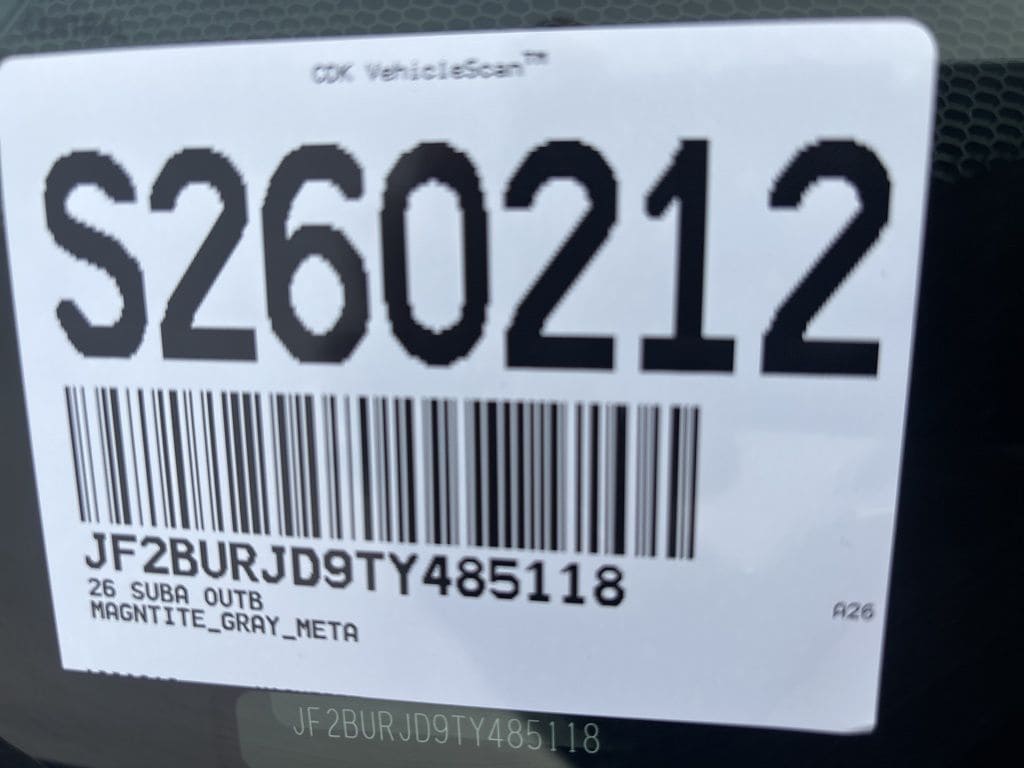 CDK VehicleScan™
S260212
JF2BURJD9TY485118
26 SUBA OUTB
MAGNTITE_GRAY_META
A26
JF2BURJD9TY485118